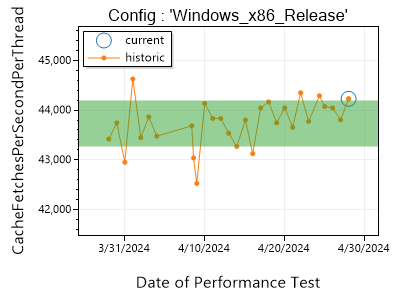 Config : 'Windows_x86_Release'
CacheFetchesPerSecondPerThread
45,000
44,000
43,000
42,000
current
historic
3/31/2024
4/10/2024
4/20/2024
4/30/2024
Date of Performance Test